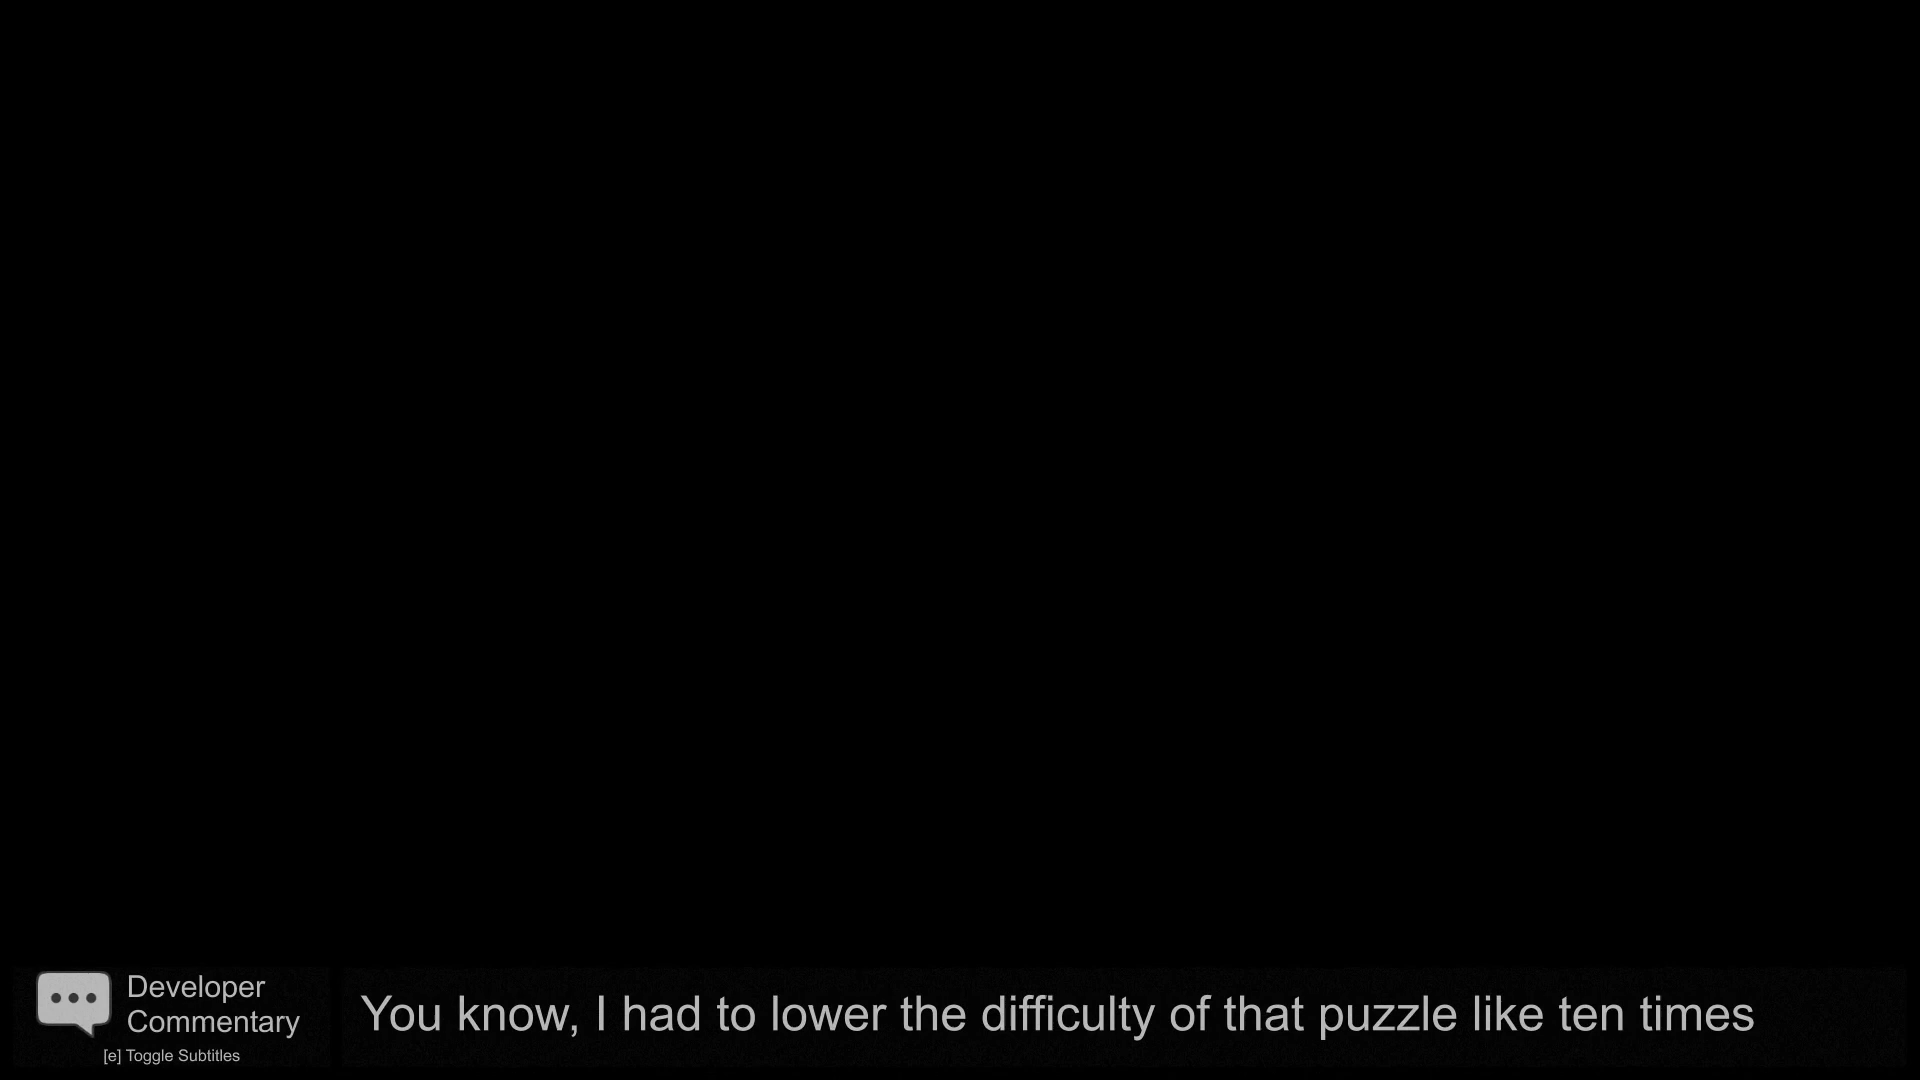 Developer
Commentary
[e] Toggle Subtitles
You know, I had to lower the difficulty of that puzzle like ten times